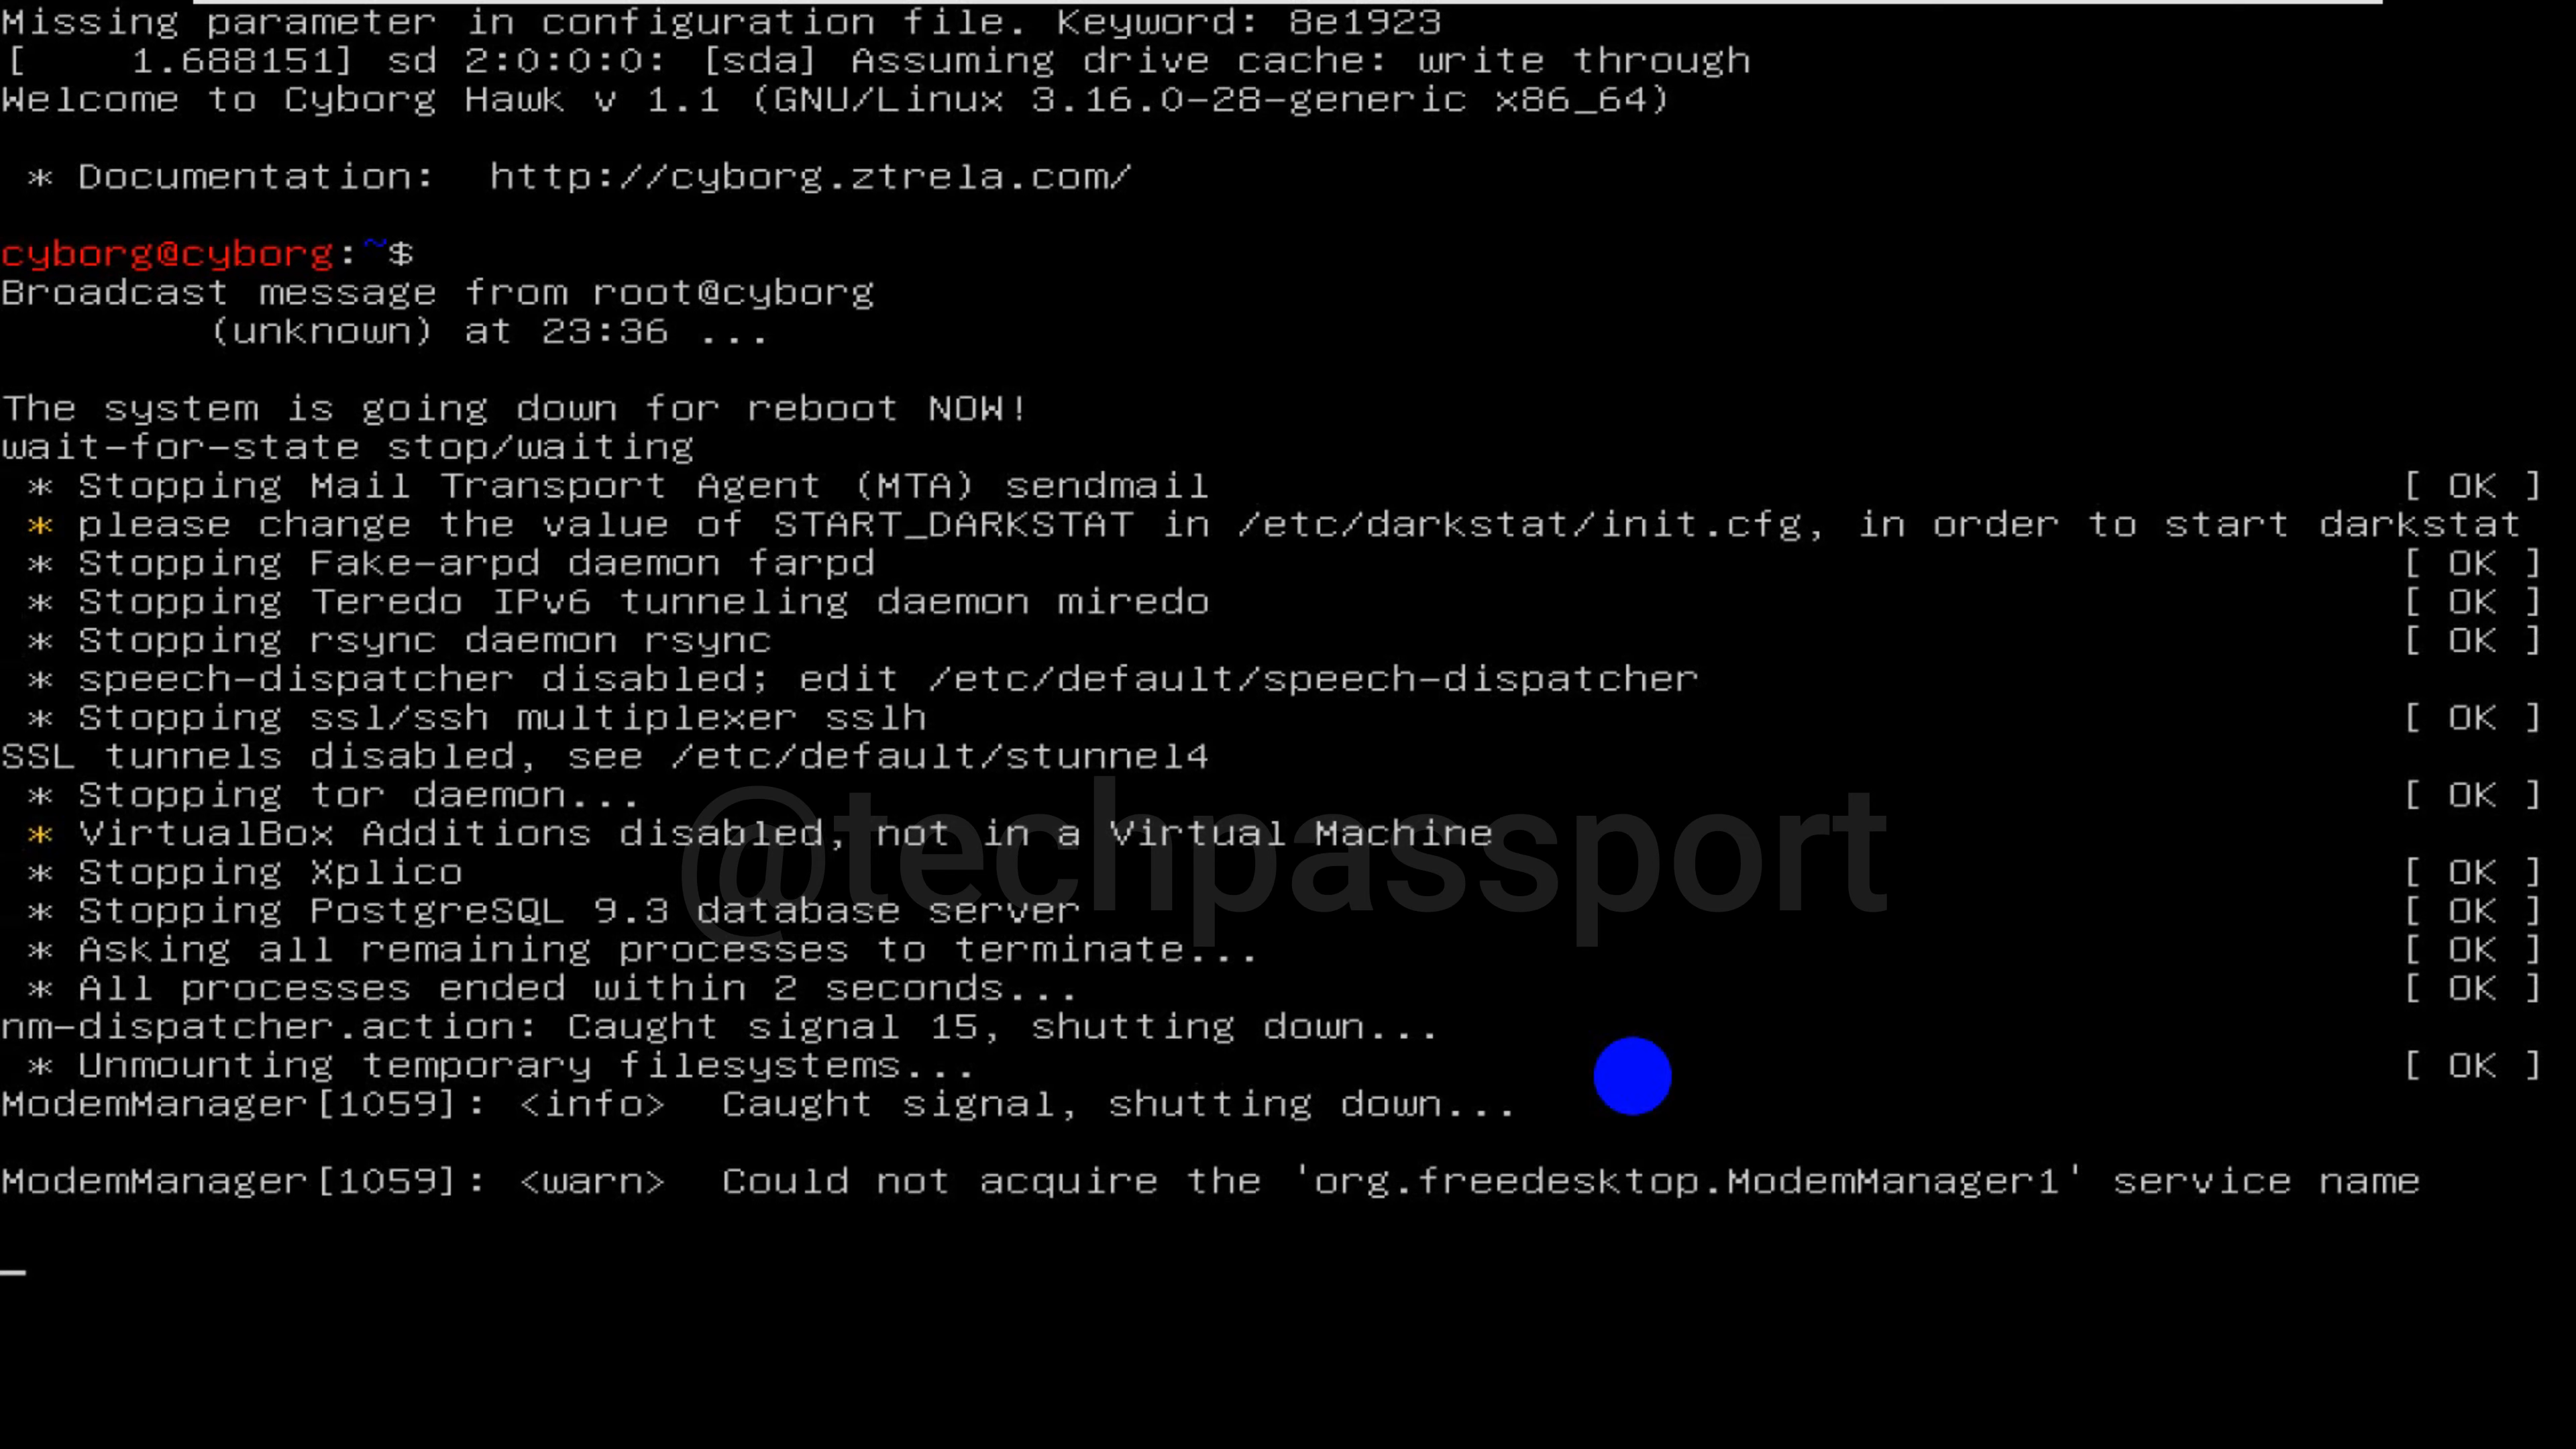 Missing parameter in configuration file. Keyword: 8e1923
[    1.688151] sd 2:0:0:0: [sda] Assuming drive cache: write through
Welcome to Cyborg Hawk v 1.1 (GNU/Linux 3.16.0-28-generic x86_64)
* Documentation:  http://cyborg.ztrela.com/
cyborg@cyborg:~$
Broadcast message from root@cyborg
(unknown) at 23:36 ...
The system is going down for reboot NOW!
wait-for-state stop/waiting
* Stopping Mail Transport Agent (MTA) sendmail [ OK ]
* please change the value of START_DARKSTAT in /etc/darkstat/init.cfg, in order to start darkstat
* Stopping Fake-arpd daemon farpd [ OK ]
* Stopping Teredo IPv6 tunneling daemon miredo [ OK ]
* Stopping rsync daemon rsync [ OK ]
* speech-dispatcher disabled; edit /etc/default/speech-dispatcher
* Stopping ssl/ssh multiplexer sslh [ OK ]
SSL tunnels disabled, see /etc/default/stunnel4
* Stopping tor daemon... [ OK ]
* VirtualBox Additions disabled, not in a Virtual Machine
@techpassport
* Stopping Xplico [ OK ]
* Stopping PostgreSQL 9.3 database server [ OK ]
* Asking all remaining processes to terminate... [ OK ]
* All processes ended within 2 seconds... [ OK ]
nm-dispatcher.action: Caught signal 15, shutting down...
* Unmounting temporary filesystems... [ OK ]
ModemManager[1059]: <info>  Caught signal, shutting down...
ModemManager[1059]: <warn>  Could not acquire the 'org.freedesktop.ModemManager1' service name